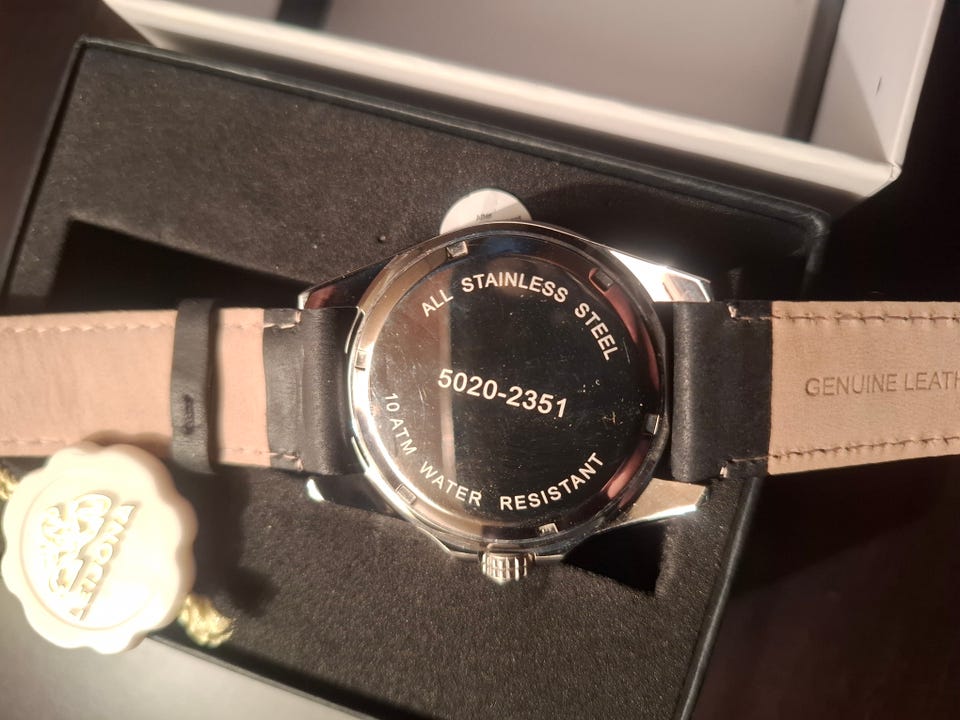 ALL STAINLESS STEEL
5020-2351
10 ATM WATER RESISTANT
GENUINE LEATH